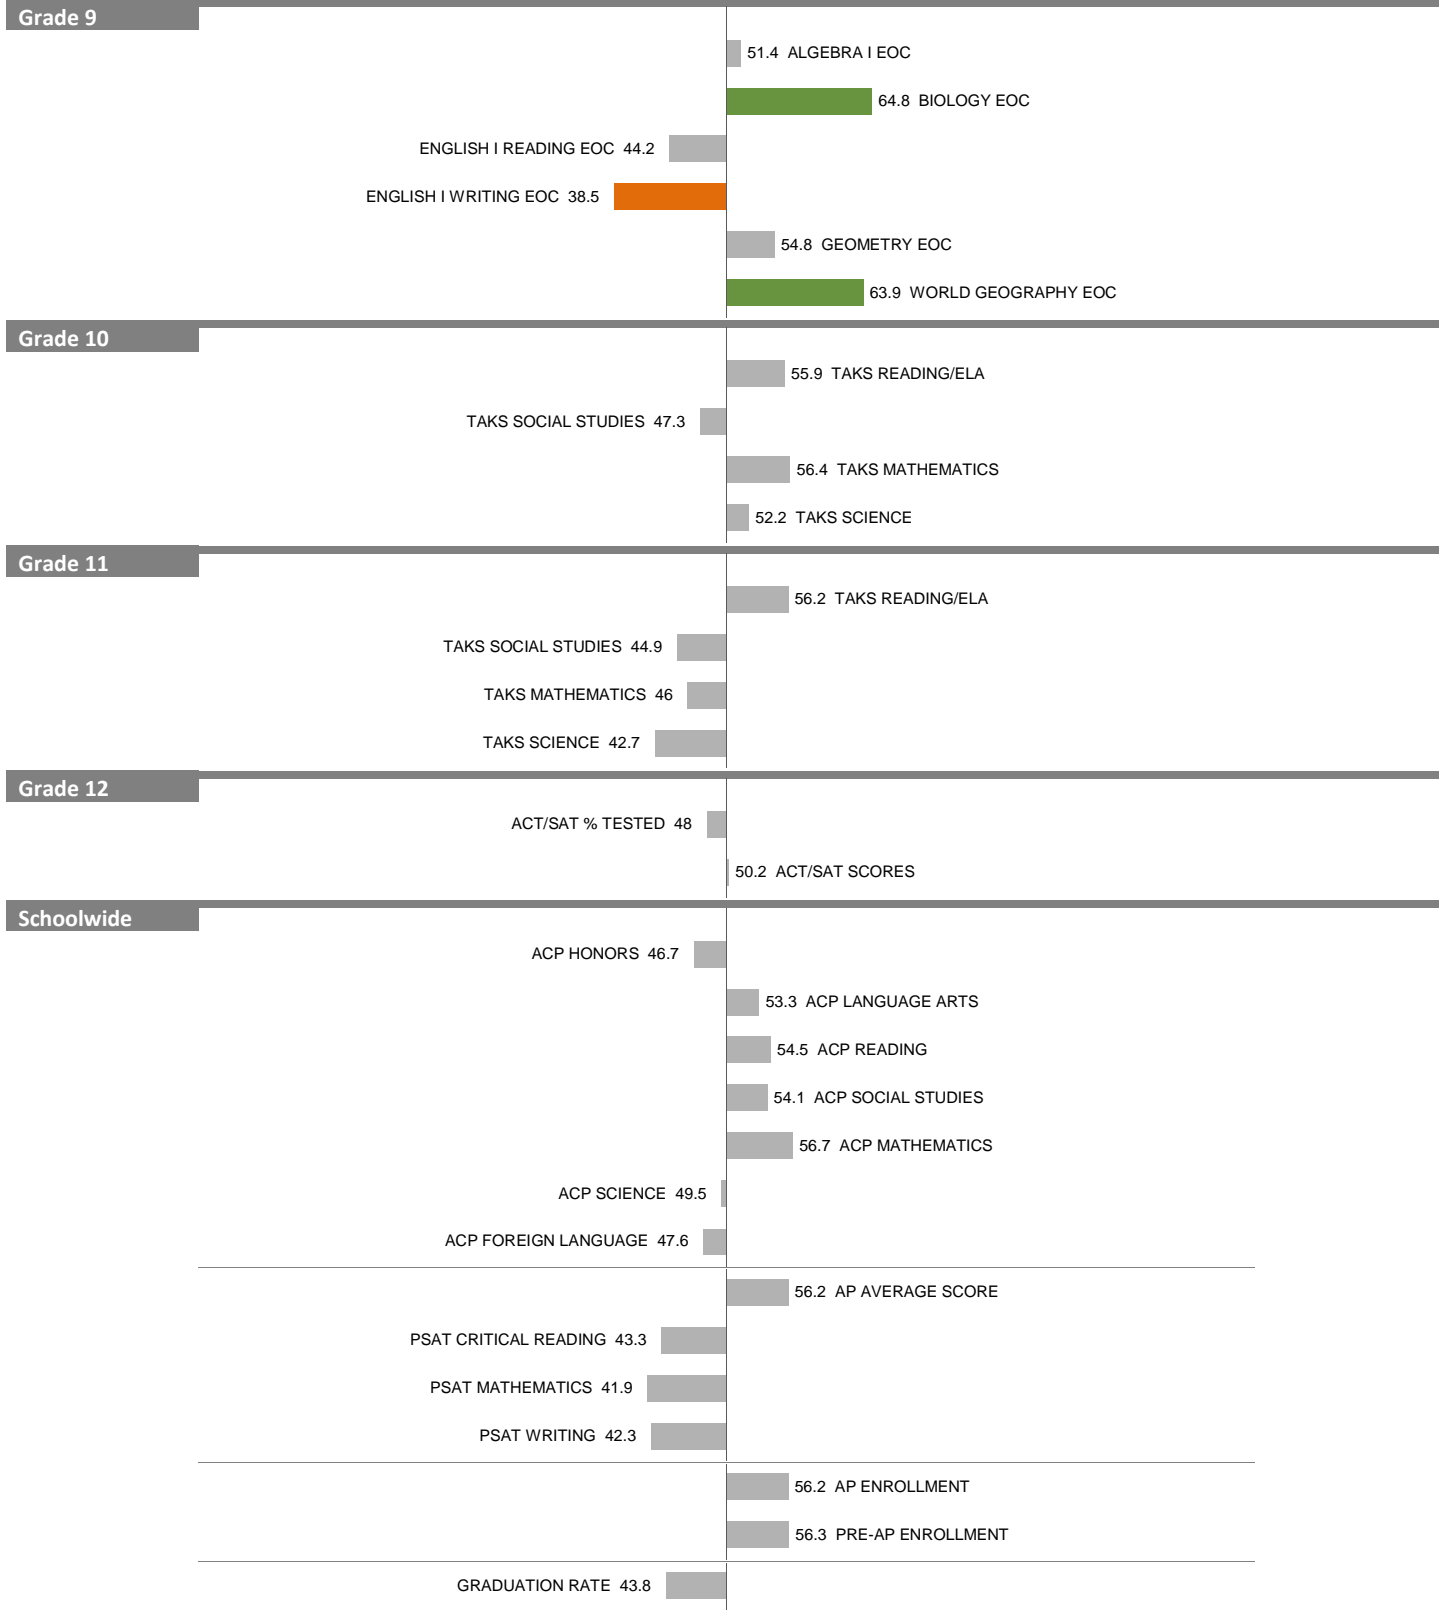 Grade 9
51.4 ALGEBRA I EOC
64.8 BIOLOGY EOC
ENGLISH I READING EOC 44.2
ENGLISH I WRITING EOC 38.5
54.8 GEOMETRY EOC
63.9 WORLD GEOGRAPHY EOC
Grade 10
55.9 TAKS READING/ELA
TAKS SOCIAL STUDIES 47.3
56.4 TAKS MATHEMATICS
52.2 TAKS SCIENCE
Grade 11
56.2 TAKS READING/ELA
TAKS SOCIAL STUDIES 44.9
TAKS MATHEMATICS 46
TAKS SCIENCE 42.7
Grade 12
ACT/SAT % TESTED 48
50.2 ACT/SAT SCORES
Schoolwide
ACP HONORS 46.7
53.3 ACP LANGUAGE ARTS
54.5 ACP READING
54.1 ACP SOCIAL STUDIES
56.7 ACP MATHEMATICS
ACP SCIENCE 49.5
ACP FOREIGN LANGUAGE 47.6
56.2 AP AVERAGE SCORE
PSAT CRITICAL READING 43.3
PSAT MATHEMATICS 41.9
PSAT WRITING 42.3
56.2 AP ENROLLMENT
56.3 PRE-AP ENROLLMENT
GRADUATION RATE 43.8